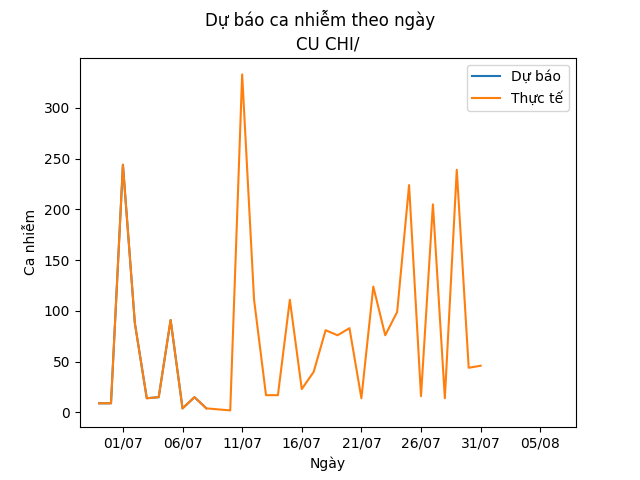 Dự báo ca nhiễm theo ngày
CU CHI/
Dự báo
Thực tế
Ca nhiễm
300
250
200
150
100
50
0
01/07 06/07 11/07 16/07 21/07 26/07 31/07 05/08
Ngày